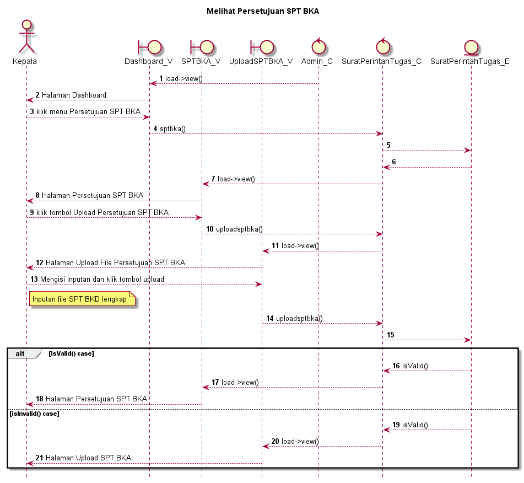 Melihat Persetujuan SPT BKA
Kepala
Dashboard_V
SPTBKA_V
UploadSPTBKA_V
Admin_C
SuratPerintahTugas_C
SuratPerintahTugas_E
1 load->view()
2 Halaman Dashboard
3 klik menu Persetujuan SPT BKA
4 sptbka()
5
6
7 load->view()
8 Halaman Persetujuan SPT BKA
9 klik tombol Upload Persetujuan SPT BKA
10 uploadsptbka()
11 load->view()
12 Halaman Upload File Persetujuan SPT BKA
13 Mengisi Inputan dan klik tombol upload
Inputan file SPT BKD lengkap
14 uploadsptbka()
15
alt [isValid() case]
16 isValid()
17 load->view()
18 Halaman Persetujuan SPT BKA
[isInvalid() case]
19 isValid()
20 load->view()
21 Halaman Upload SPT BKA